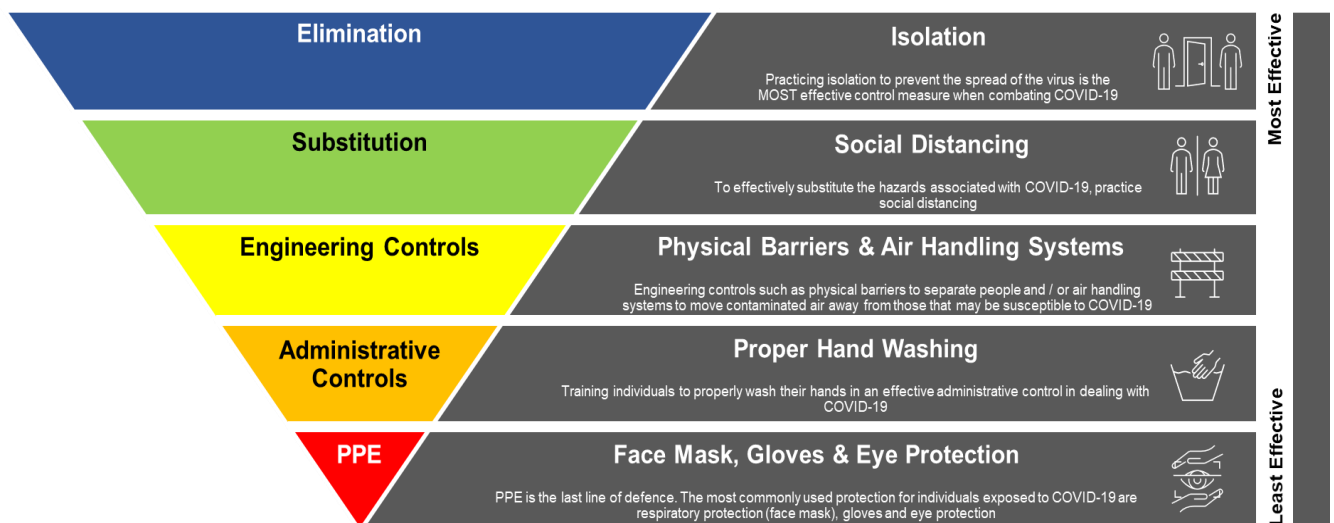 Elimination
Isolation
Practicing isolation to prevent the spread of the virus is the
MOST effective control measure when combating COVID-19
Most Effective
Substitution
Social Distancing
To effectively substitute the hazards associated with COVID-19, practice
social distancing
Engineering Controls
Physical Barriers & Air Handling Systems
Engineering controls such as physical barriers to separate people and / or air handling
systems to move contaminated air away from those that may be susceptible to COVID-19
Administrative
Controls
Proper Hand Washing
Training individuals to properly wash their hands in an effective administrative control in dealing with
COVID-19
PPE
Face Mask, Gloves & Eye Protection
PPE is the last line of defence. The most commonly used protection for individuals exposed to COVID-19 are
respiratory protection (face mask), gloves and eye protection
Least Effective